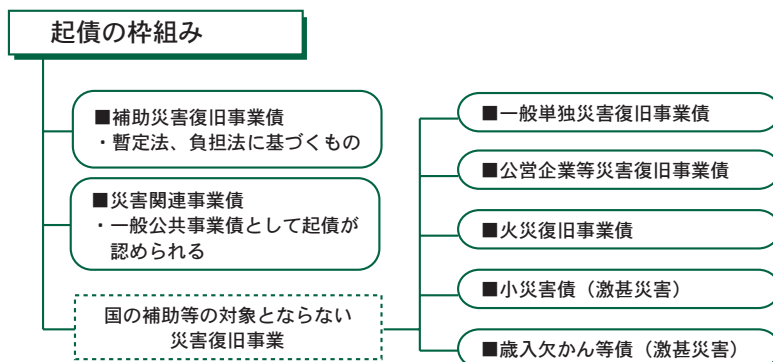 起債の枠組み
■補助災害復旧事業債
・暫定法、負担法に基づくもの
■災害関連事業債
・一般公共事業債として起債が
認められる
国の補助等の対象とならない
災害復旧事業
■一般単独災害復旧事業債
■公営企業等災害復旧事業債
■火災復旧事業債
■小災害債（激甚災害）
■歳入欠かん等債（激甚災害）